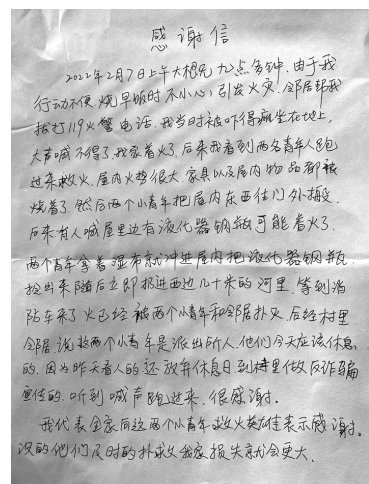 感谢信
2022年2月7日上午大概九点多钟.由于我
行动不便.烧早饭时不小心,引发火灾.邻居帮我
拨打119火警电话.我当时被吓得瘫坐在地上,
大声喊不得了,我家着火了.后来我看到两名青年人跑
过来救火.屋内火势很大.家具以及屋内物品都被
烧着了.然后两个小青年把屋内东西往门外搬.
后来有人喊屋里边有液化器钢瓶可能着火了.
两个青年拿着湿布就冲进屋内把液化器钢瓶
抢出来随后立即扔进西边几十米的河里.等到消
防车来了火已经被两个小青年和邻居扑灭.后经村里
邻居说这两个小青年是派出所人.他们今天应该休息
的.因为昨天看人的还放弃休息日.到村里做反诈骗
宣传的.听到喊声跑过来.很感谢.
我代表全家向这两个小青年救火英雄表示感谢.
没的他们及时的扑救我家损失就会更大.